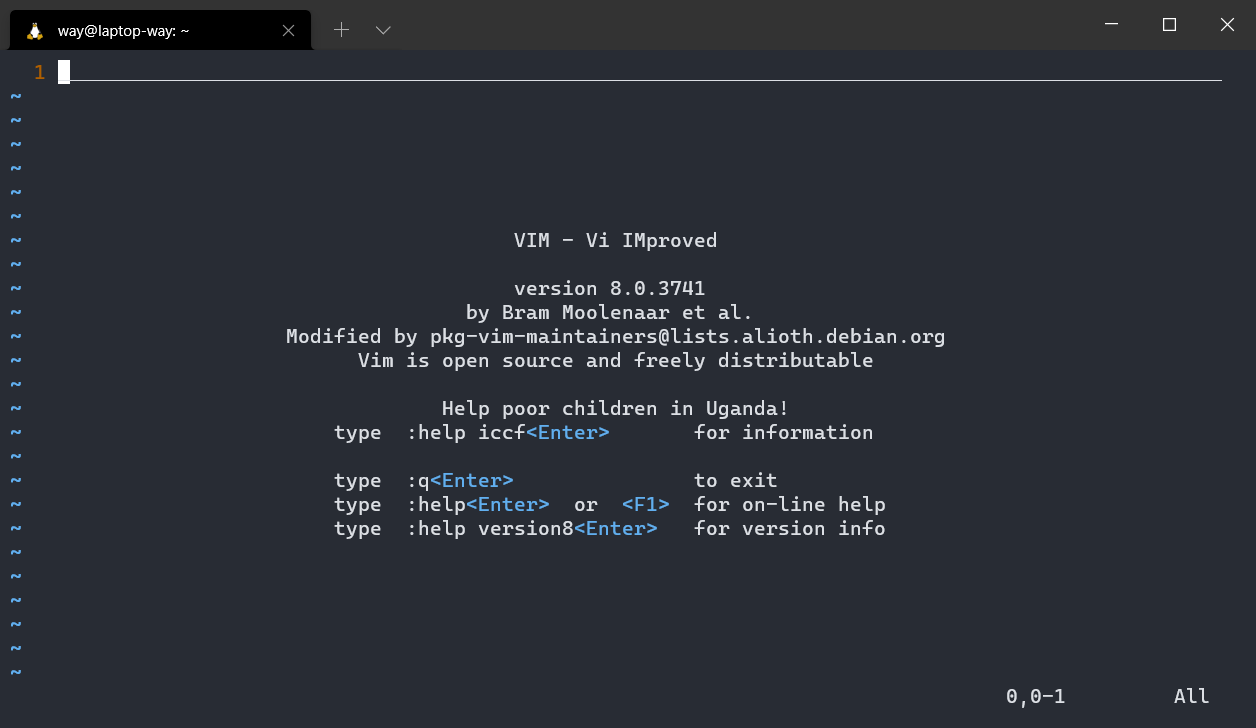 way@laptop-way: ~
1
~
~
~
~
~
~
~ VIM - Vi IMproved
~
~ version 8.0.3741
~ by Bram Moolenaar et al.
~ Modified by pkg-vim-maintainers@lists.alioth.debian.org
~ Vim is open source and freely distributable
~
~ Help poor children in Uganda!
~ type :help iccf<Enter> for information
~
~ type :q<Enter> to exit
~ type :help<Enter> or <F1> for on-line help
~ type :help version8<Enter> for version info
~
~
~
~
~
~
0,0-1 All